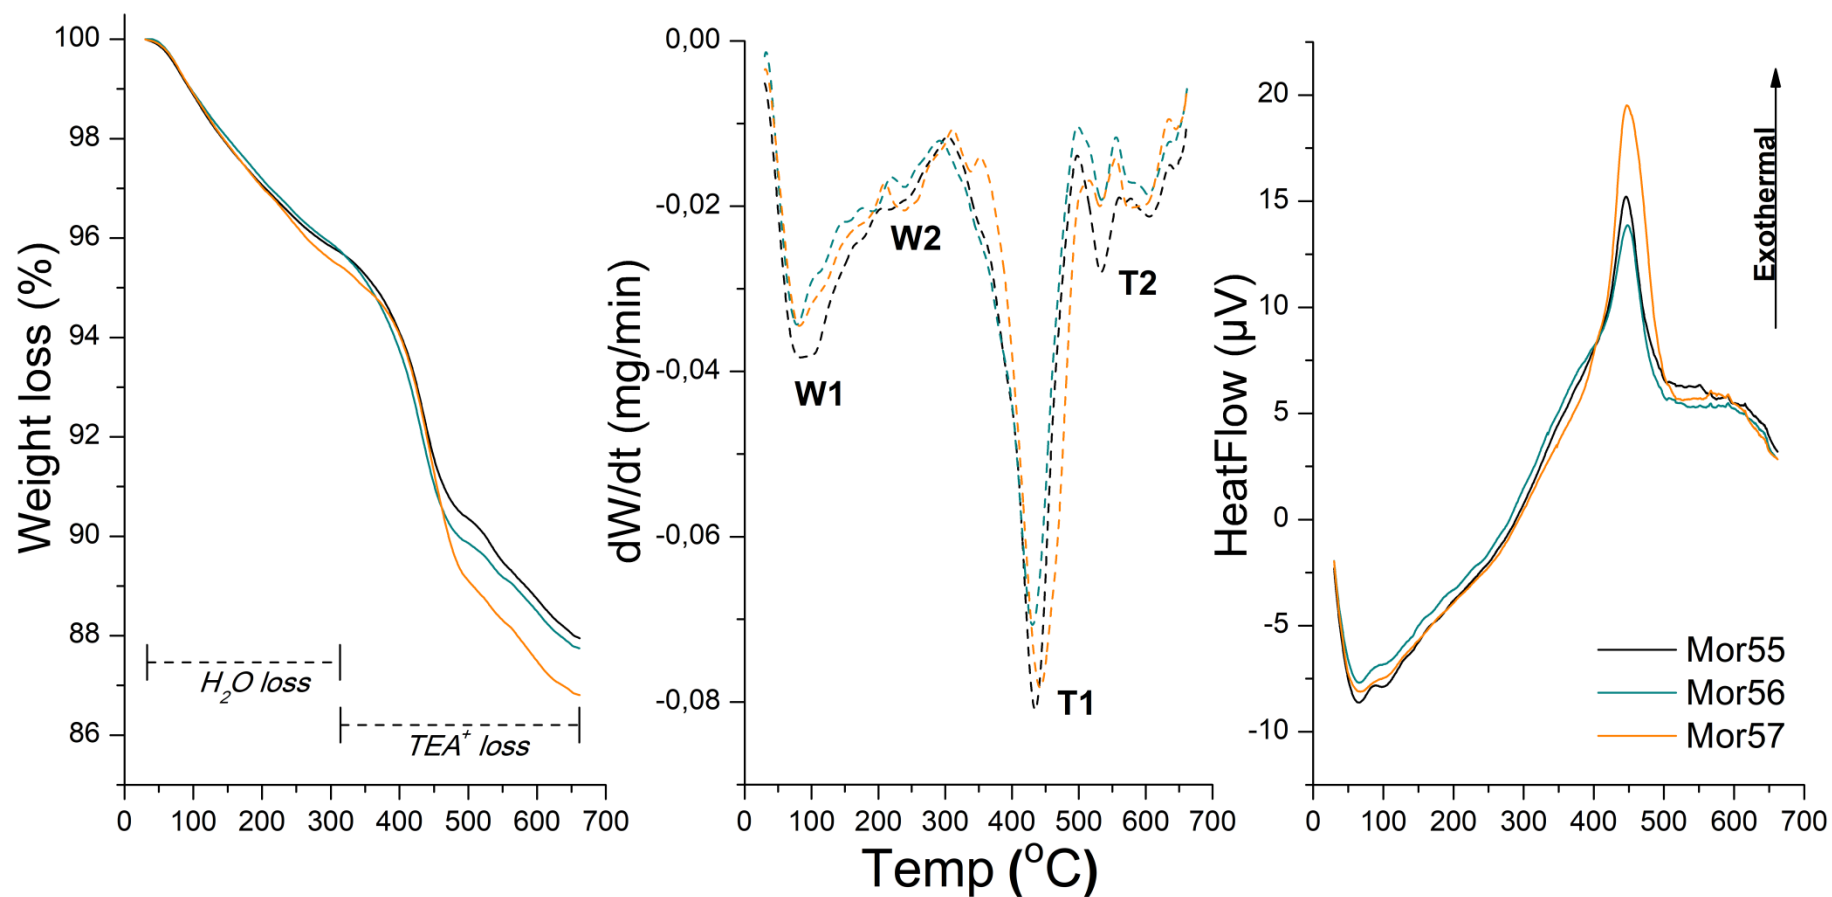 Weight loss (%)
100
98
96
94
92
90
88
86
0 100 200 300 400 500 600 700
H2O loss
TEA+ loss
dW/dt (mg/min)
0,00
-0,02
-0,04
-0,06
-0,08
0 100 200 300 400 500 600 700
W1
W2
T1
T2
Temp (oC)
HeatFlow (µV)
20
15
10
5
0
-5
-10
0 100 200 300 400 500 600 700
Exothermal
Mor55
Mor56
Mor57